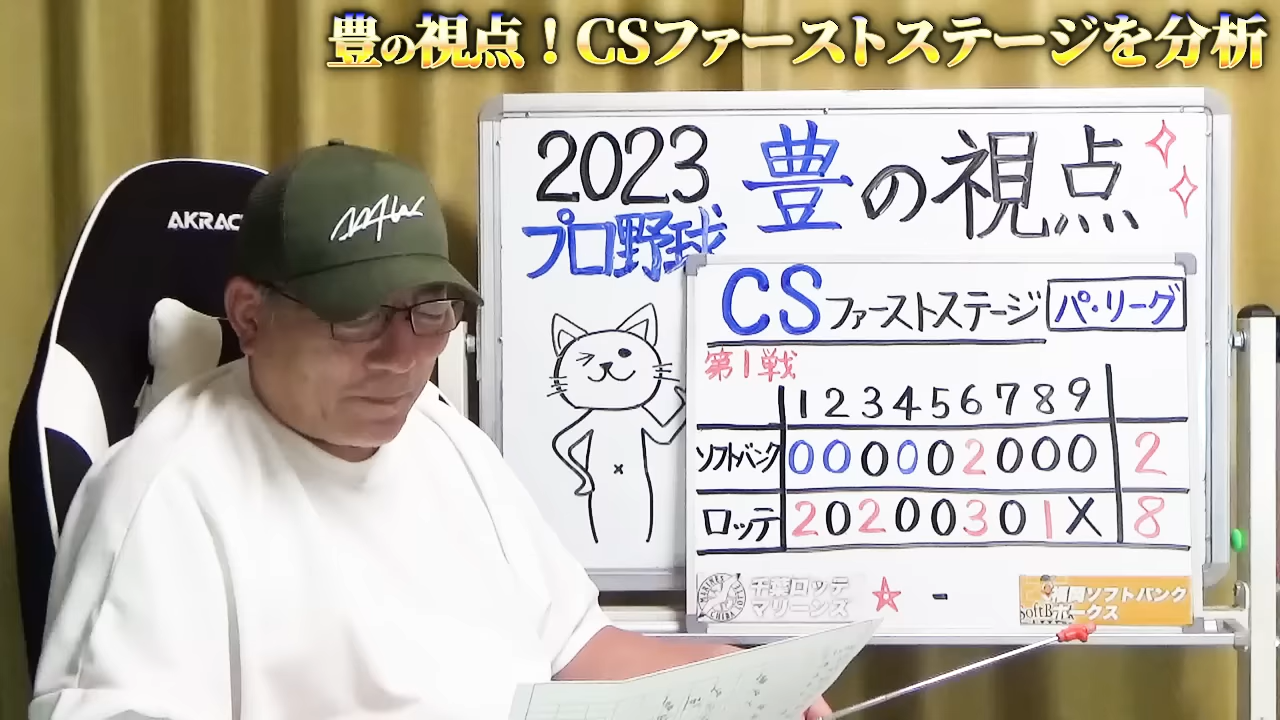 豊の視点！CSファーストステージを分析
2023
プロ野球
豊の視点
CSファーストステージ パ・リーグ
第1戦
1 2 3 4 5 6 7 8 9
ソフトバンク 0 0 0 0 0 2 0 0 0 2
ロッテ 2 0 2 0 0 3 0 1 X 8
千葉ロッテ
マリーンズ
-
福岡ソフトバンク
ホークス
AKRAC